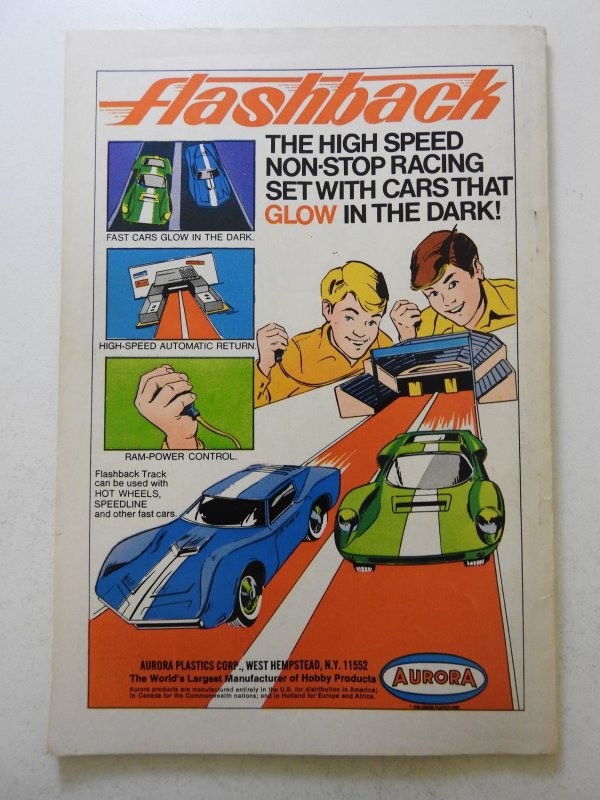 flashback
THE HIGH SPEED
NON-STOP RACING
SET WITH CARS THAT
GLOW IN THE DARK!
FAST CARS GLOW IN THE DARK.
HIGH-SPEED AUTOMATIC RETURN.
RAM-POWER CONTROL.
Flashback Track
can be used with
HOT WHEELS,
SPEEDLINE
and other fast cars.
AURORA PLASTICS CORP., WEST HEMPSTEAD, N.Y. 11552
The World's Largest Manufacturer of Hobby Products
Aurora products are manufactured entirely in the U.S. for distribution in America;
in Canada for the Commonwealth nations; and in Holland for Europe and Africa.
AURORA
AURORA PLASTICS CORP.